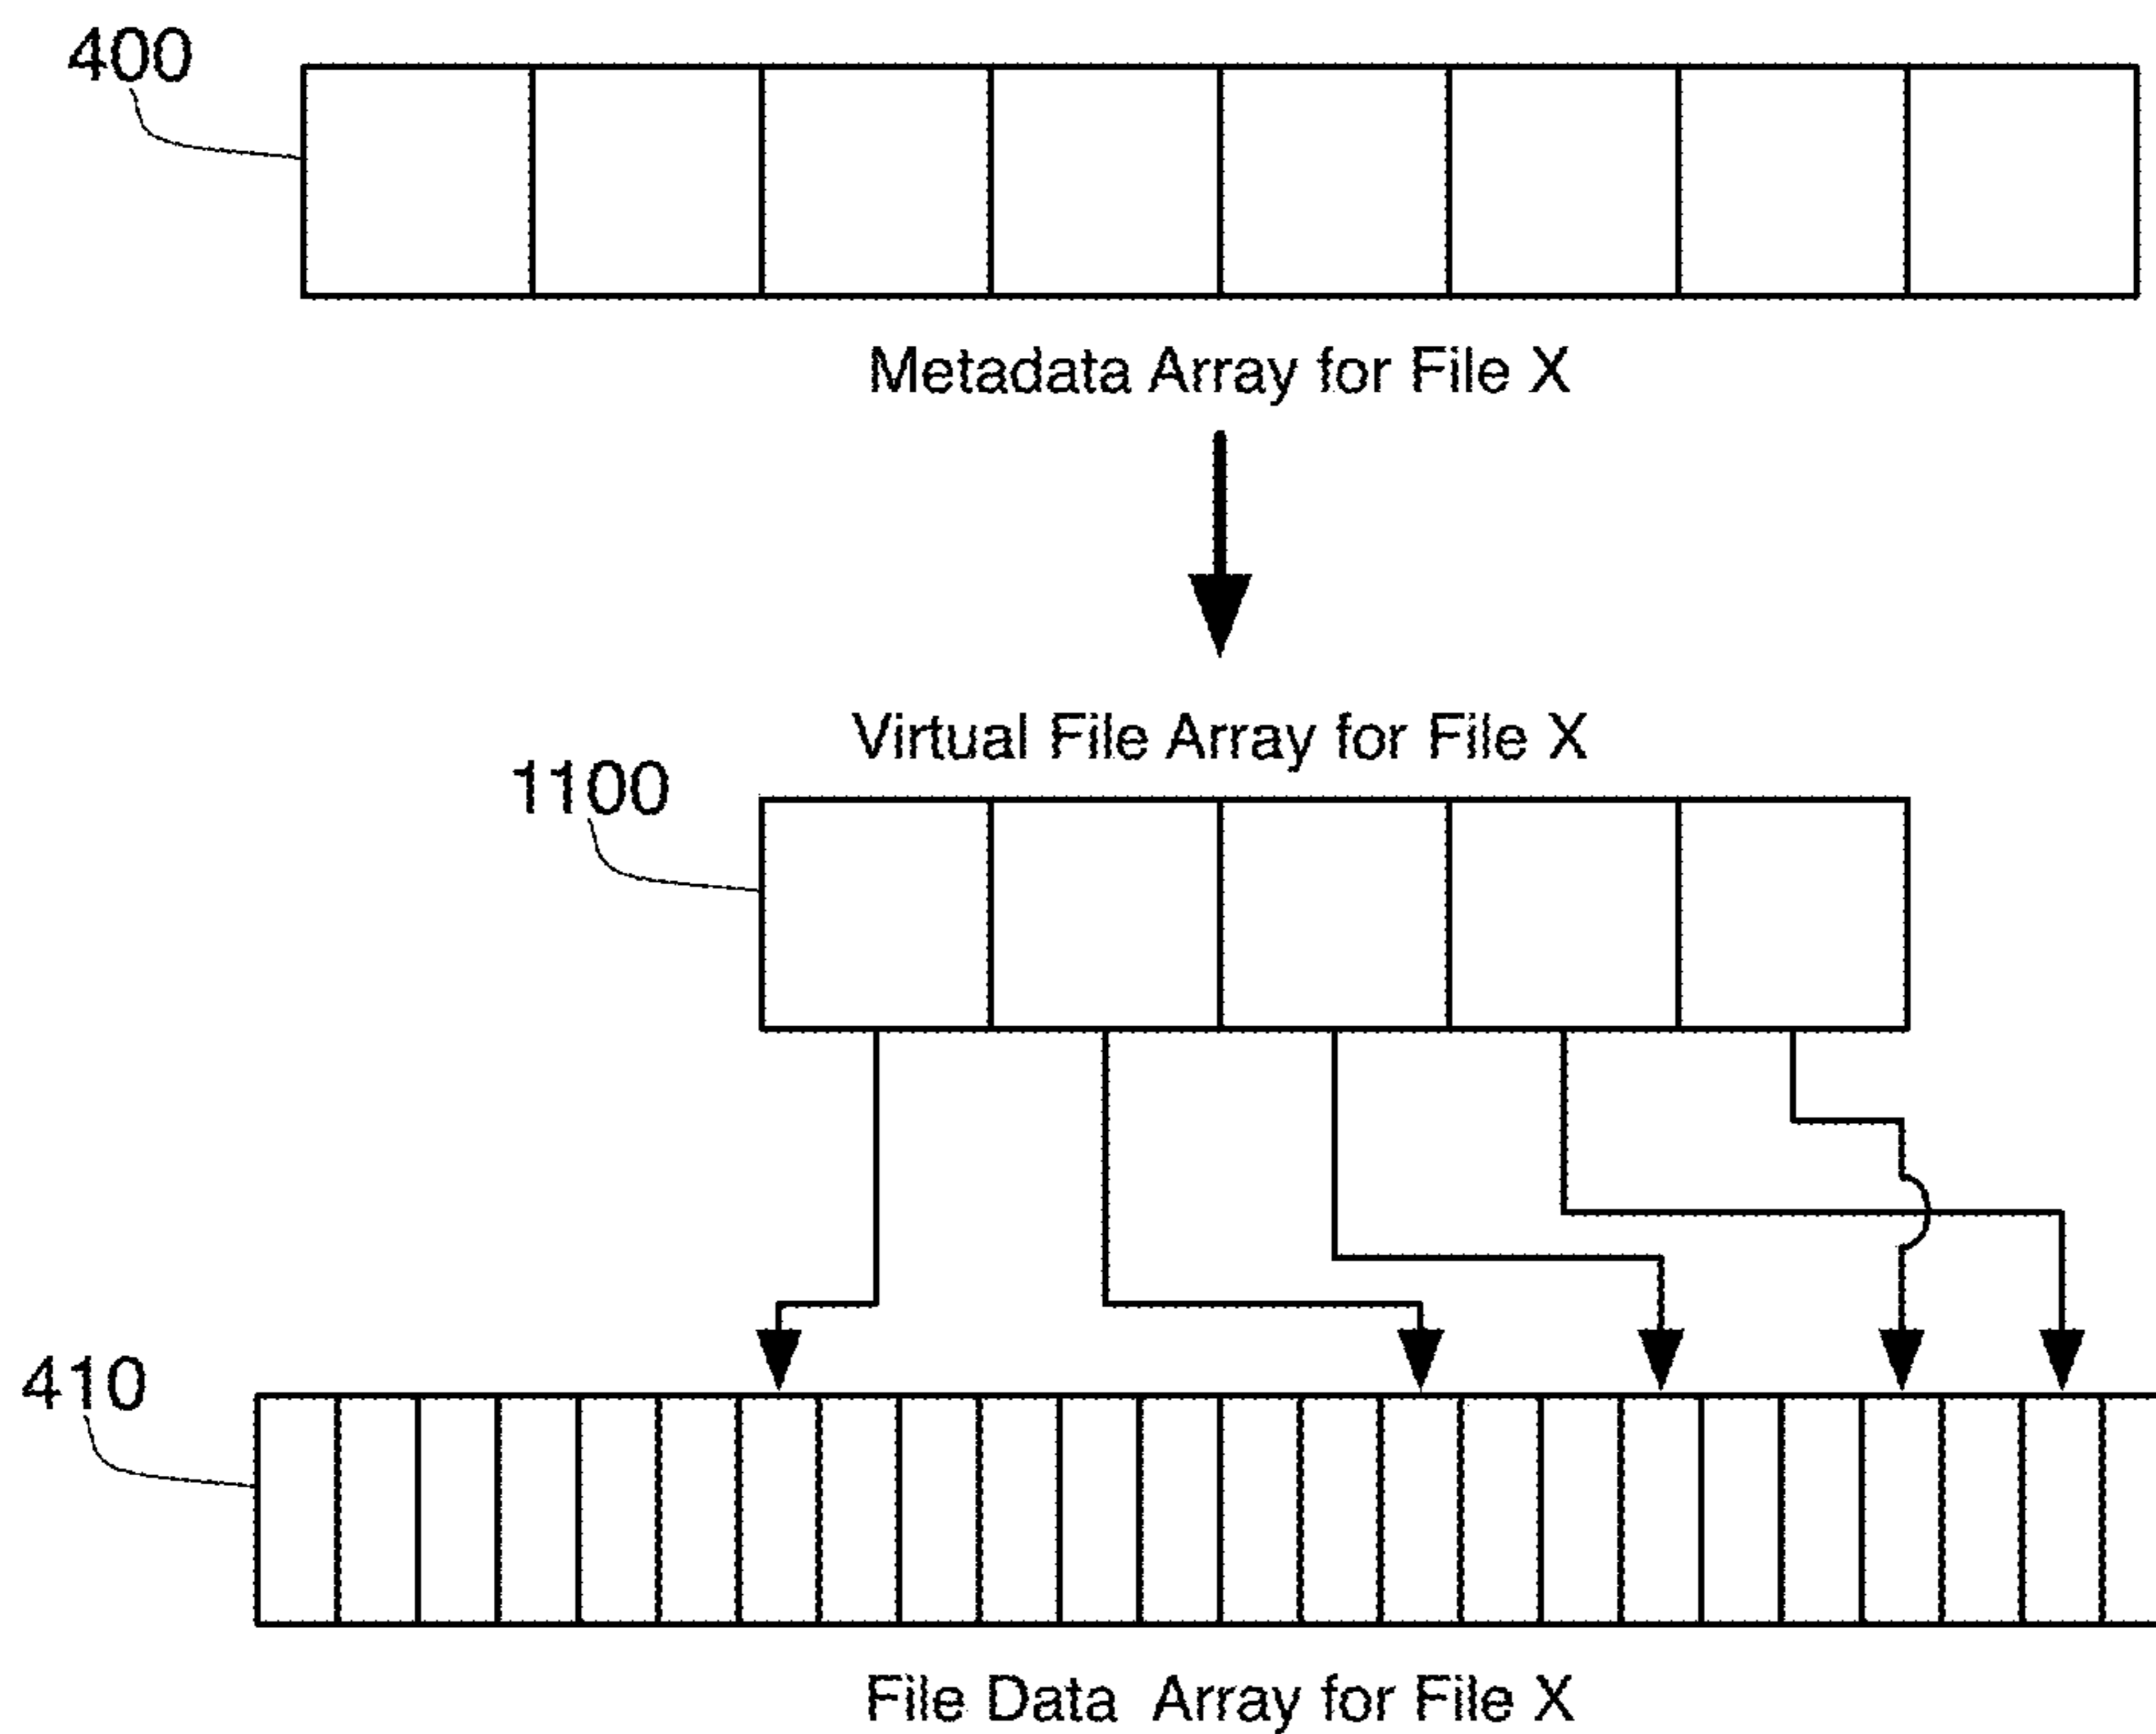 400
Metadata Array for File X
Virtual File Array for File X
1100
410
File Data Array for File X